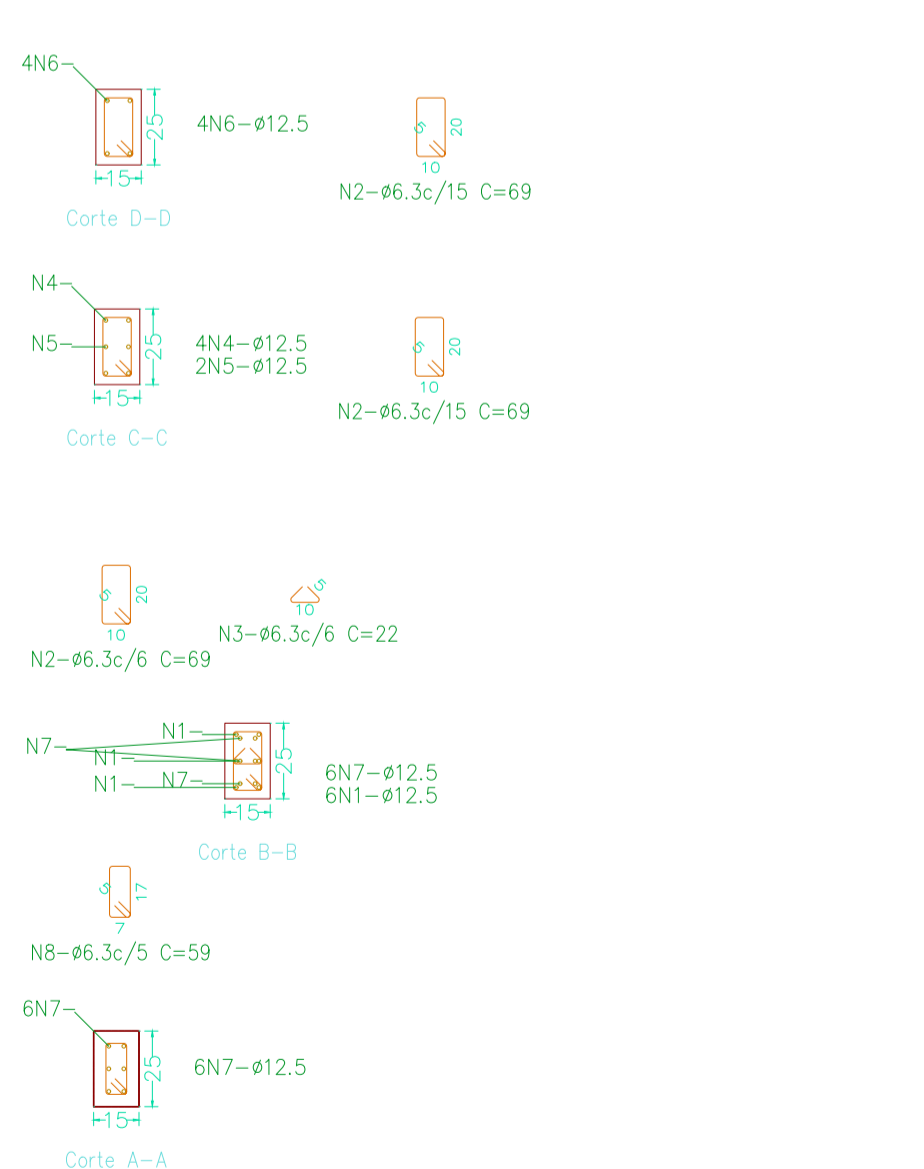 4N6
25
4N6-ø12.5
5
20
10
15
N2-ø6.3c/15 C=69
Corte D-D
N4
N5
25
4N4-ø12.5
2N5-ø12.5
5
20
10
15
N2-ø6.3c/15 C=69
Corte C-C
5
20
10
N2-ø6.3c/6 C=69
5
10
N3-ø6.3c/6 C=22
N1
N7
N1
N7
N1
25
6N7-ø12.5
6N1-ø12.5
15
Corte B-B
5
17
7
N8-ø6.3c/5 C=59
6N7
25
6N7-ø12.5
15
Corte A-A